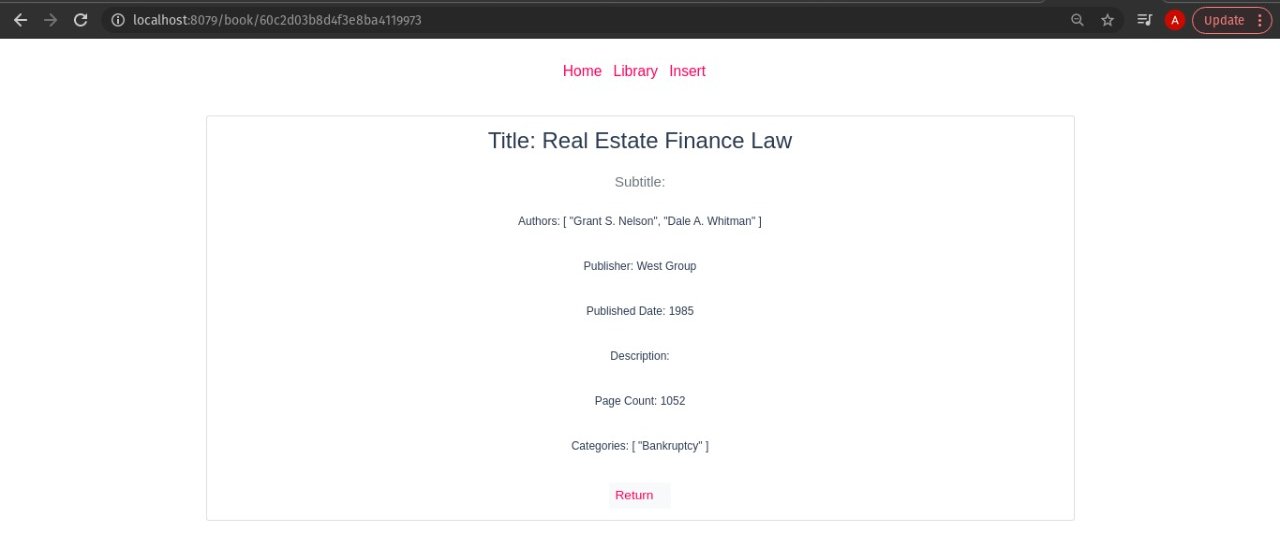 localhost:8079/book/60c2d03b8d4f3e8ba4119973
A
Update
Home Library Insert
Title: Real Estate Finance Law
Subtitle:
Authors: [ "Grant S. Nelson", "Dale A. Whitman" ]
Publisher: West Group
Published Date: 1985
Description:
Page Count: 1052
Categories: [ "Bankruptcy" ]
Return